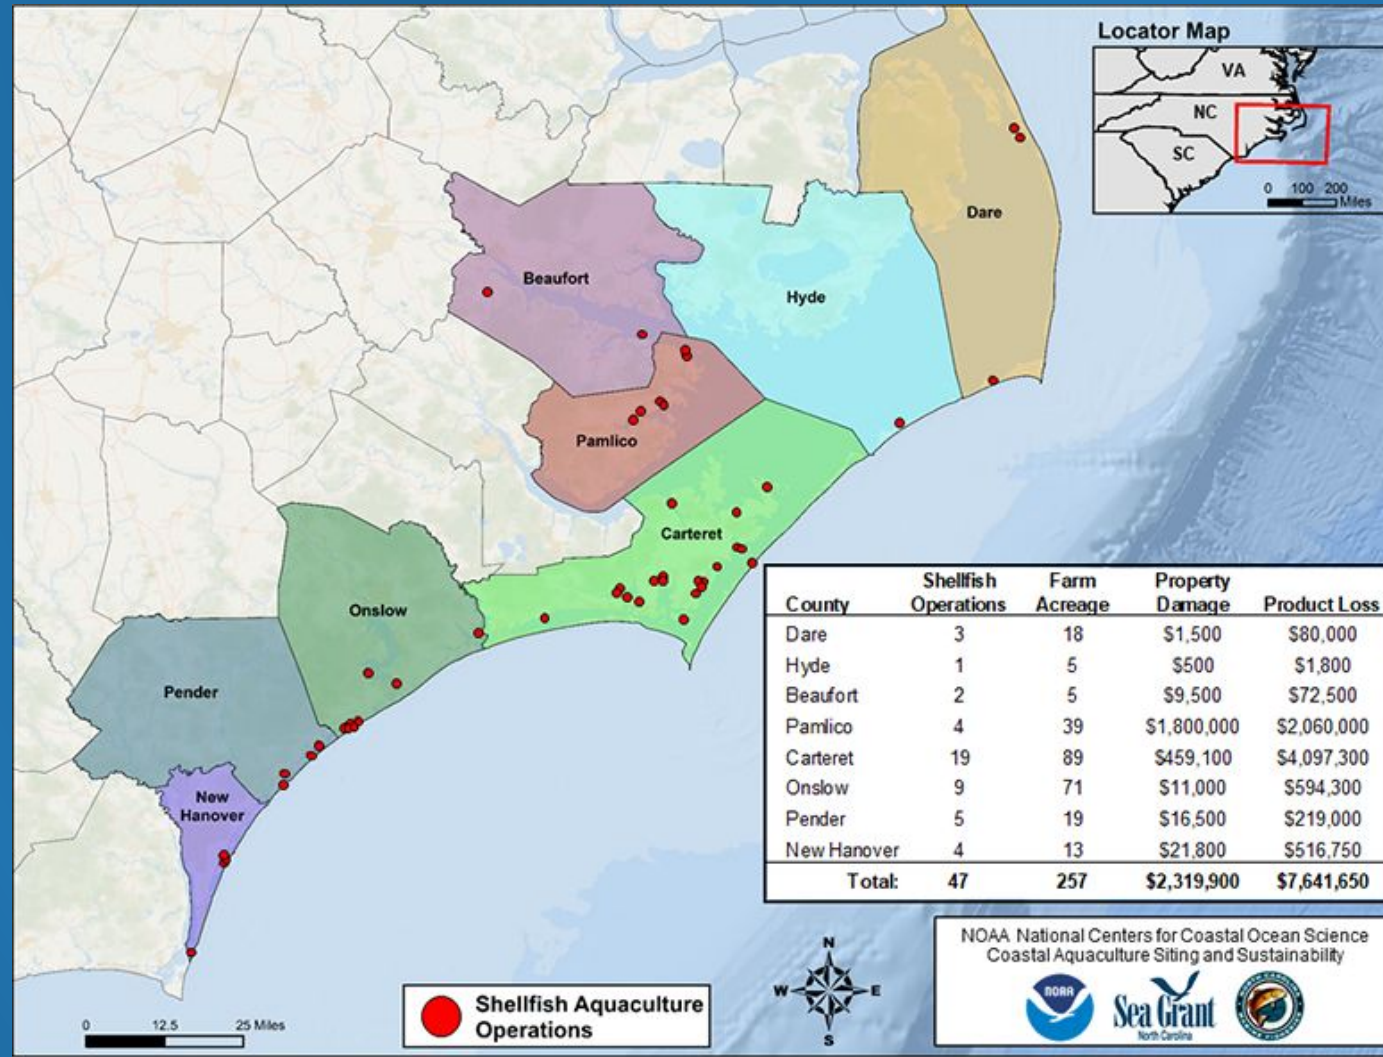 Locator Map
VA
NC
SC
0 100 200
Miles
Dare
Beaufort
Hyde
Pamlico
Carteret
Onslow
Pender
New
Hanover
County Shellfish Operations Farm Acreage Property Damage Product Loss
Dare 3 18 $1,500 $80,000
Hyde 1 5 $500 $1,800
Beaufort 2 5 $9,500 $72,500
Pamlico 4 39 $1,800,000 $2,060,000
Carteret 19 89 $459,100 $4,097,300
Onslow 9 71 $11,000 $594,300
Pender 5 19 $16,500 $219,000
New Hanover 4 13 $21,800 $516,750
Total: 47 257 $2,319,900 $7,641,650
NOAA National Centers for Coastal Ocean Science
Coastal Aquaculture Siting and Sustainability
NOAA
Sea Grant
North Carolina
N
W E
S
Shellfish Aquaculture
Operations
0 12.5 25 Miles